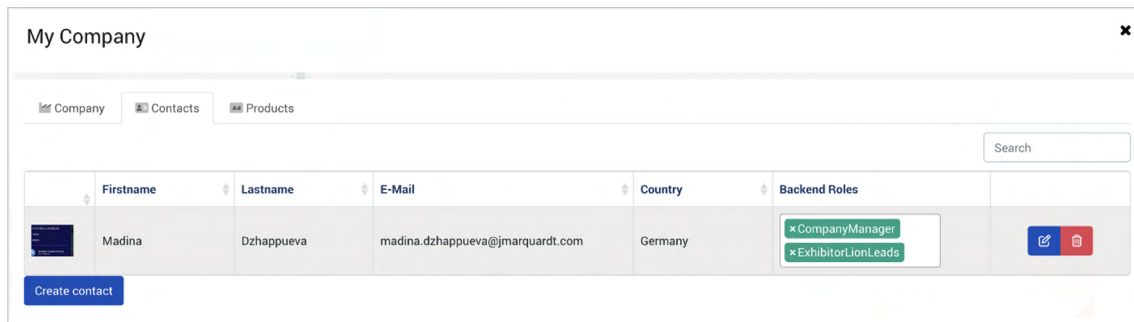 My Company
Company Contacts Products
Search
Firstname Lastname E-Mail Country Backend Roles
×CompanyManager
Madina Dzhappueva madina.dzhappueva@jmarquardt.com Germany
×ExhibitorLionLeads
Create contact